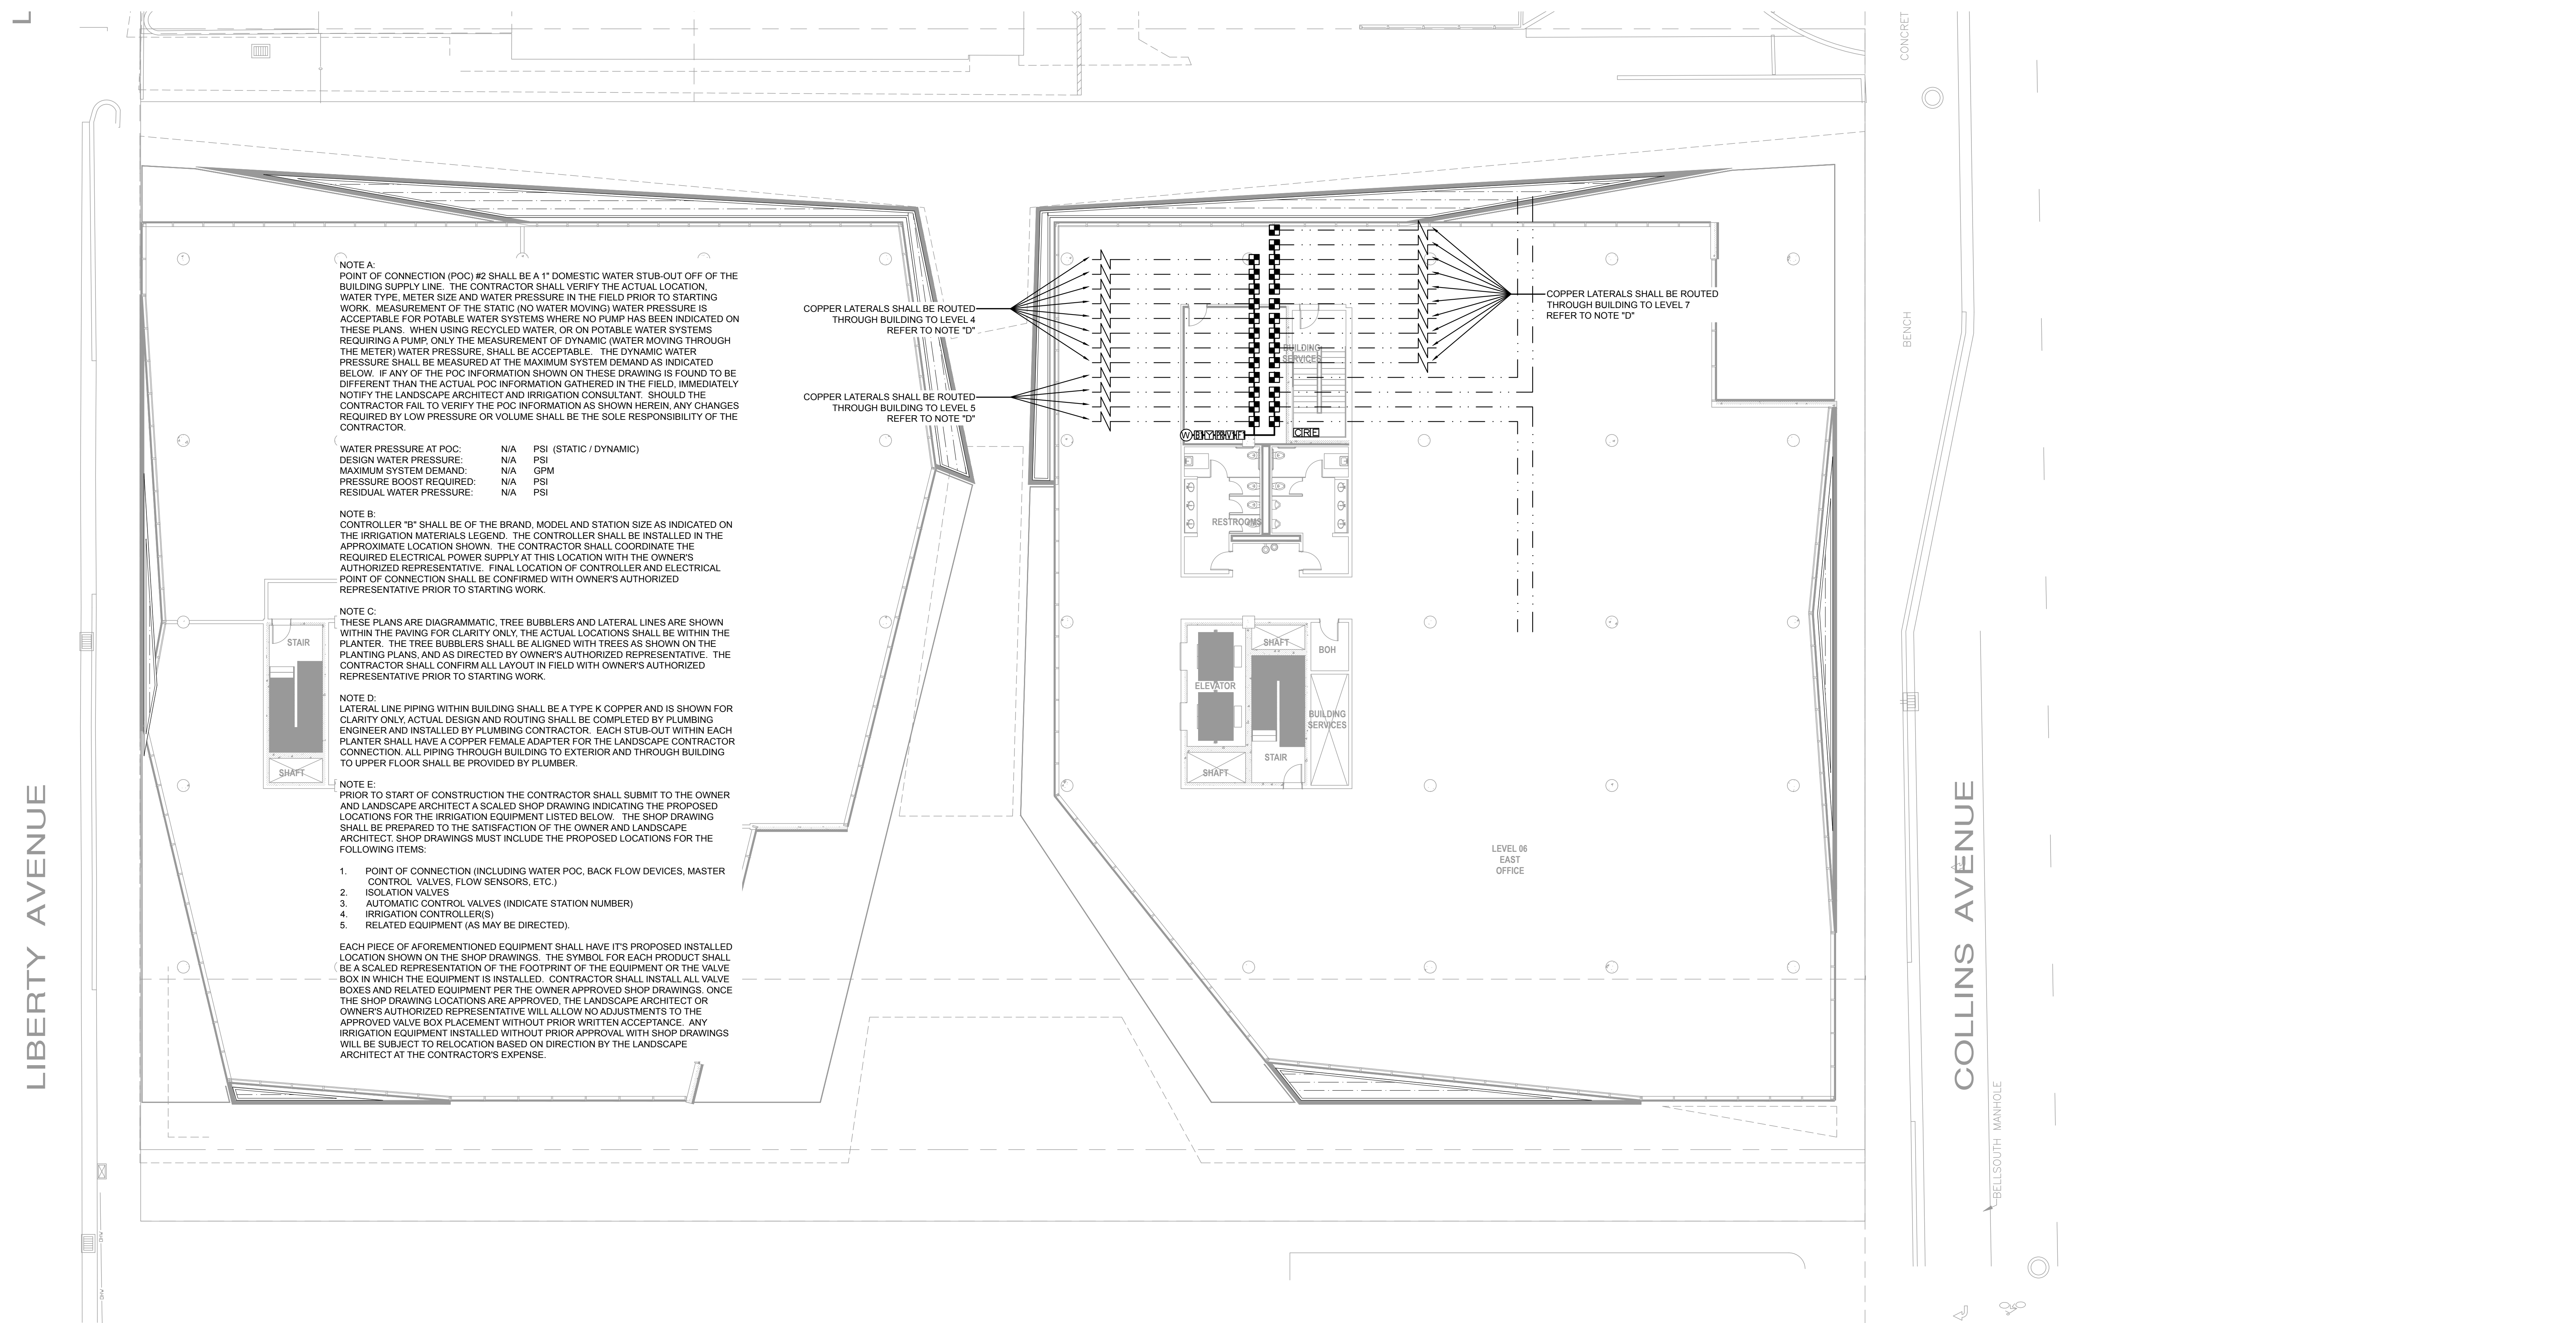 NOTE A:
POINT OF CONNECTION (POC) #2 SHALL BE A 1" DOMESTIC WATER STUB-OUT OFF OF THE
BUILDING SUPPLY LINE.  THE CONTRACTOR SHALL VERIFY THE ACTUAL LOCATION,
WATER TYPE, METER SIZE AND WATER PRESSURE IN THE FIELD PRIOR TO STARTING
WORK.  MEASUREMENT OF THE STATIC (NO WATER MOVING) WATER PRESSURE IS
ACCEPTABLE FOR POTABLE WATER SYSTEMS WHERE NO PUMP HAS BEEN INDICATED ON
THESE PLANS.  WHEN USING RECYCLED WATER, OR ON POTABLE WATER SYSTEMS
REQUIRING A PUMP, ONLY THE MEASUREMENT OF DYNAMIC (WATER MOVING THROUGH
THE METER) WATER PRESSURE, SHALL BE ACCEPTABLE.  THE DYNAMIC WATER
PRESSURE SHALL BE MEASURED AT THE MAXIMUM SYSTEM DEMAND AS INDICATED
BELOW.  IF ANY OF THE POC INFORMATION SHOWN ON THESE DRAWING IS FOUND TO BE
DIFFERENT THAN THE ACTUAL POC INFORMATION GATHERED IN THE FIELD, IMMEDIATELY
NOTIFY THE LANDSCAPE ARCHITECT AND IRRIGATION CONSULTANT.  SHOULD THE
CONTRACTOR FAIL TO VERIFY THE POC INFORMATION AS SHOWN HEREIN, ANY CHANGES
REQUIRED BY LOW PRESSURE OR VOLUME SHALL BE THE SOLE RESPONSIBILITY OF THE
CONTRACTOR.
WATER PRESSURE AT POC: N/A PSI (STATIC / DYNAMIC)
DESIGN WATER PRESSURE: N/A PSI
MAXIMUM SYSTEM DEMAND: N/A GPM
PRESSURE BOOST REQUIRED: N/A PSI
RESIDUAL WATER PRESSURE: N/A PSI
NOTE B:
CONTROLLER "B" SHALL BE OF THE BRAND, MODEL AND STATION SIZE AS INDICATED ON
THE IRRIGATION MATERIALS LEGEND.  THE CONTROLLER SHALL BE INSTALLED IN THE
APPROXIMATE LOCATION SHOWN.  THE CONTRACTOR SHALL COORDINATE THE
REQUIRED ELECTRICAL POWER SUPPLY AT THIS LOCATION WITH THE OWNER'S
AUTHORIZED REPRESENTATIVE.  FINAL LOCATION OF CONTROLLER AND ELECTRICAL
POINT OF CONNECTION SHALL BE CONFIRMED WITH OWNER'S AUTHORIZED
REPRESENTATIVE PRIOR TO STARTING WORK.
NOTE C:
THESE PLANS ARE DIAGRAMMATIC, TREE BUBBLERS AND LATERAL LINES ARE SHOWN
WITHIN THE PAVING FOR CLARITY ONLY, THE ACTUAL LOCATIONS SHALL BE WITHIN THE
PLANTER.  THE TREE BUBBLERS SHALL BE ALIGNED WITH TREES AS SHOWN ON THE
PLANTING PLANS, AND AS DIRECTED BY OWNER'S AUTHORIZED REPRESENTATIVE.  THE
CONTRACTOR SHALL CONFIRM ALL LAYOUT IN FIELD WITH OWNER'S AUTHORIZED
REPRESENTATIVE PRIOR TO STARTING WORK.
NOTE D:
LATERAL LINE PIPING WITHIN BUILDING SHALL BE A TYPE K COPPER AND IS SHOWN FOR
CLARITY ONLY, ACTUAL DESIGN AND ROUTING SHALL BE COMPLETED BY PLUMBING
ENGINEER AND INSTALLED BY PLUMBING CONTRACTOR.  EACH STUB-OUT WITHIN EACH
PLANTER SHALL HAVE A COPPER FEMALE ADAPTER FOR THE LANDSCAPE CONTRACTOR
CONNECTION. ALL PIPING THROUGH BUILDING TO EXTERIOR AND THROUGH BUILDING
TO UPPER FLOOR SHALL BE PROVIDED BY PLUMBER.
NOTE E:
PRIOR TO START OF CONSTRUCTION THE CONTRACTOR SHALL SUBMIT TO THE OWNER
AND LANDSCAPE ARCHITECT A SCALED SHOP DRAWING INDICATING THE PROPOSED
LOCATIONS FOR THE IRRIGATION EQUIPMENT LISTED BELOW.  THE SHOP DRAWING
SHALL BE PREPARED TO THE SATISFACTION OF THE OWNER AND LANDSCAPE
ARCHITECT. SHOP DRAWINGS MUST INCLUDE THE PROPOSED LOCATIONS FOR THE
FOLLOWING ITEMS:
1. POINT OF CONNECTION (INCLUDING WATER POC, BACK FLOW DEVICES, MASTER
CONTROL  VALVES, FLOW SENSORS, ETC.)
2. ISOLATION VALVES
3. AUTOMATIC CONTROL VALVES (INDICATE STATION NUMBER)
4. IRRIGATION CONTROLLER(S)
5. RELATED EQUIPMENT (AS MAY BE DIRECTED).
EACH PIECE OF AFOREMENTIONED EQUIPMENT SHALL HAVE IT'S PROPOSED INSTALLED
LOCATION SHOWN ON THE SHOP DRAWINGS.  THE SYMBOL FOR EACH PRODUCT SHALL
BE A SCALED REPRESENTATION OF THE FOOTPRINT OF THE EQUIPMENT OR THE VALVE
BOX IN WHICH THE EQUIPMENT IS INSTALLED.  CONTRACTOR SHALL INSTALL ALL VALVE
BOXES AND RELATED EQUIPMENT PER THE OWNER APPROVED SHOP DRAWINGS. ONCE
THE SHOP DRAWING LOCATIONS ARE APPROVED, THE LANDSCAPE ARCHITECT OR
OWNER'S AUTHORIZED REPRESENTATIVE WILL ALLOW NO ADJUSTMENTS TO THE
APPROVED VALVE BOX PLACEMENT WITHOUT PRIOR WRITTEN ACCEPTANCE.  ANY
IRRIGATION EQUIPMENT INSTALLED WITHOUT PRIOR APPROVAL WITH SHOP DRAWINGS
WILL BE SUBJECT TO RELOCATION BASED ON DIRECTION BY THE LANDSCAPE
ARCHITECT AT THE CONTRACTOR'S EXPENSE.
COPPER LATERALS SHALL BE ROUTED
THROUGH BUILDING TO LEVEL 4
REFER TO NOTE "D"
COPPER LATERALS SHALL BE ROUTED
THROUGH BUILDING TO LEVEL 5
REFER TO NOTE "D"
COPPER LATERALS SHALL BE ROUTED
THROUGH BUILDING TO LEVEL 7
REFER TO NOTE "D"
BUILDING
SERVICES
W
RESTROOMS
STAIR
SHAFT
SHAFT
BOH
ELEVATOR
BUILDING
SERVICES
STAIR
SHAFT
LEVEL 06
EAST
OFFICE
LIBERTY AVENUE
COLLINS AVENUE
CONCRET
BENCH
BELLSOUTH MANHOLE